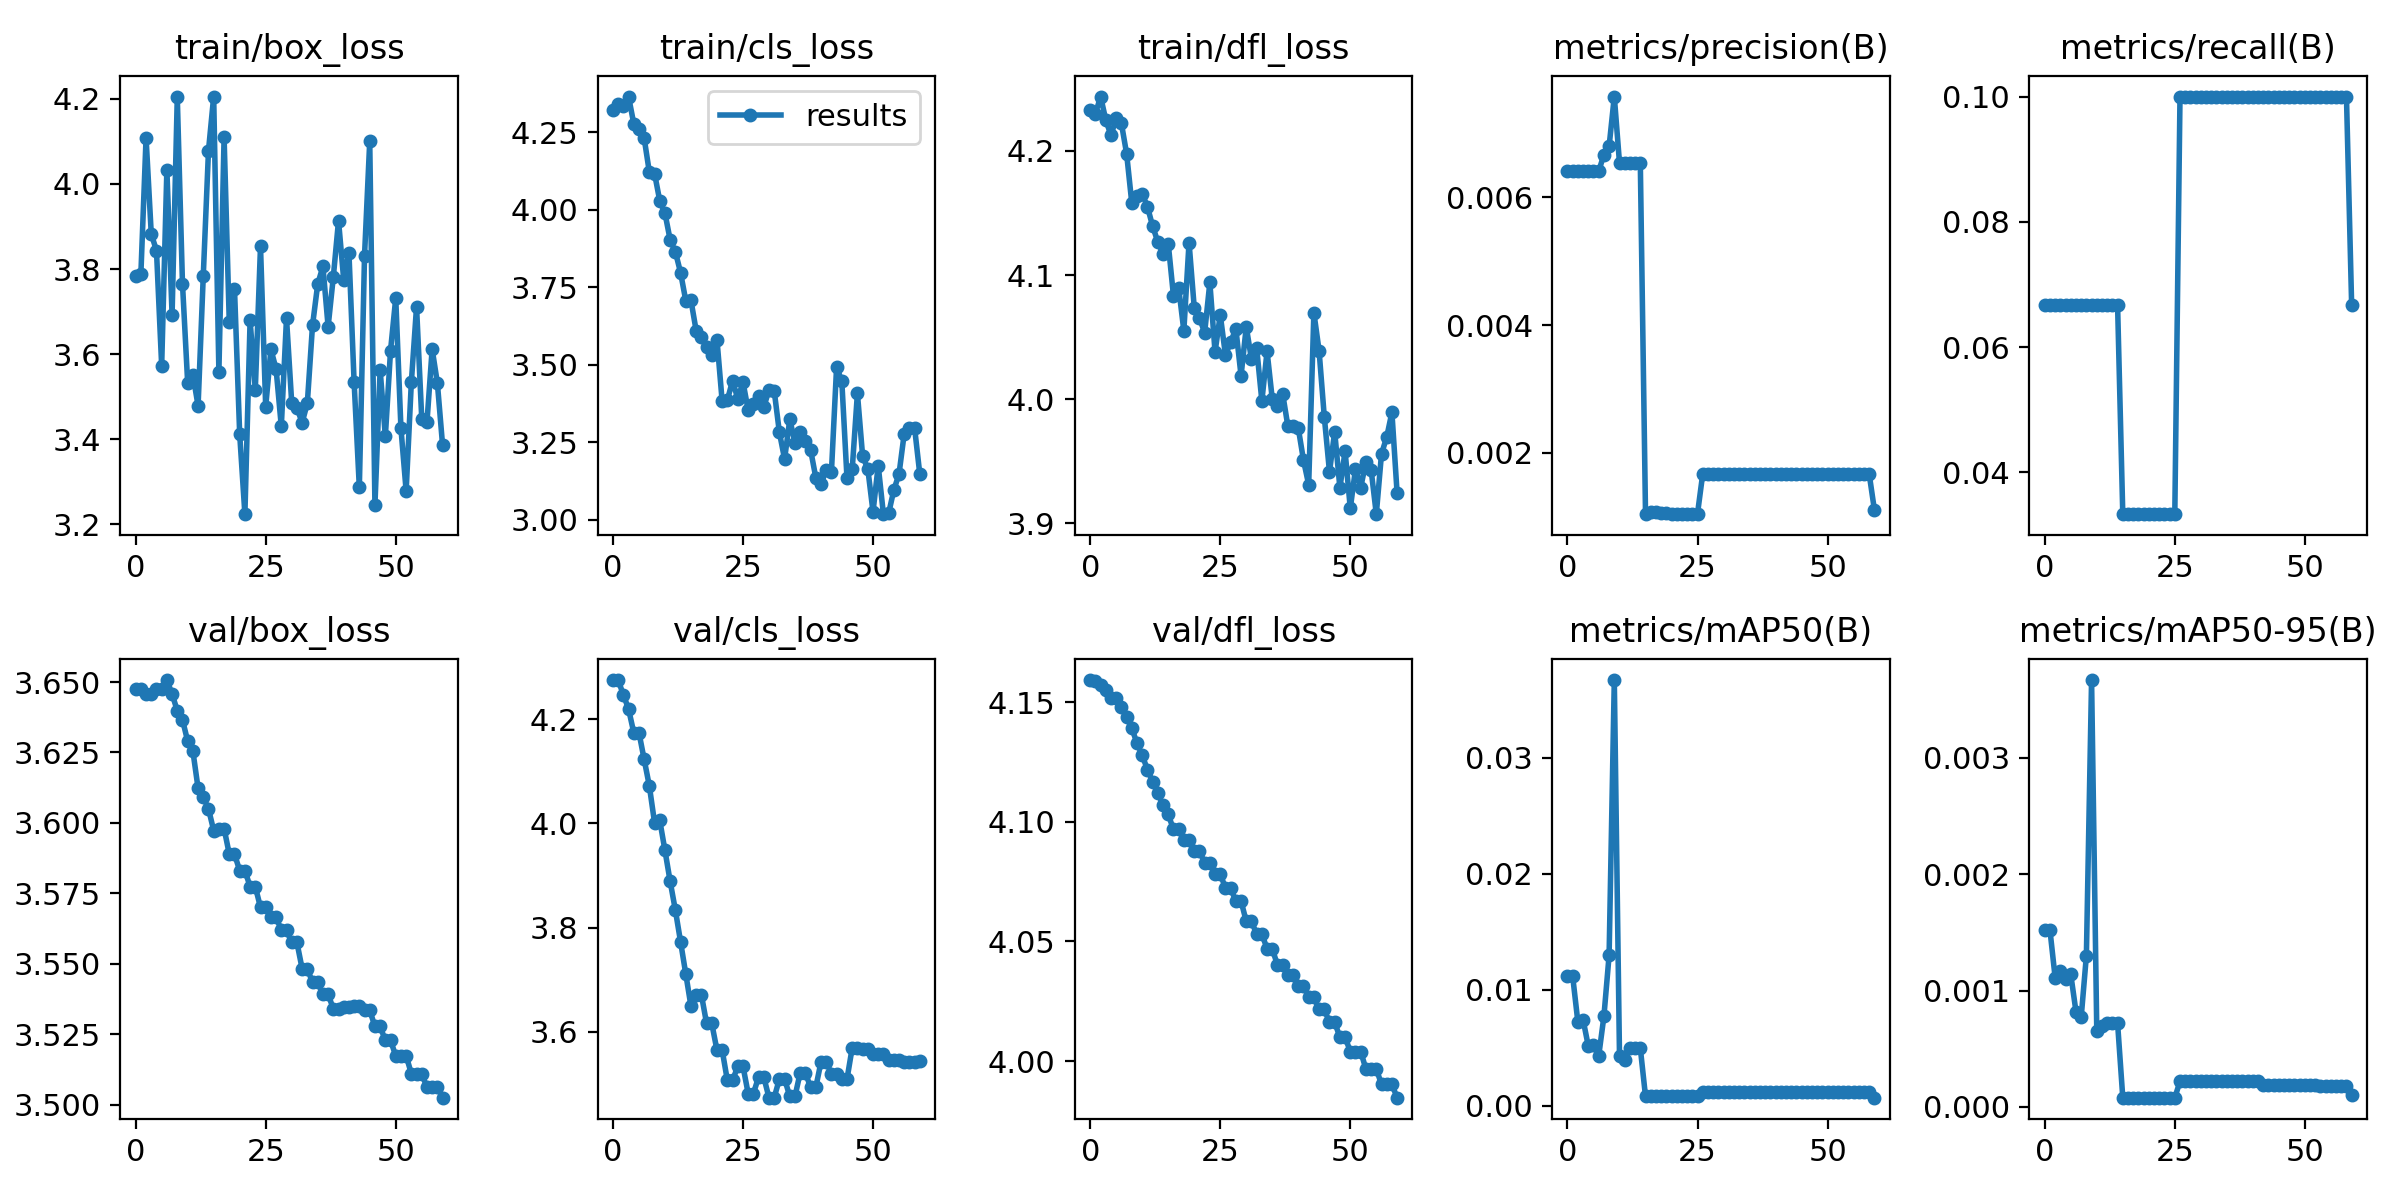 train/box_loss
train/cls_loss
train/dfl_loss
metrics/precision(B)
metrics/recall(B)
4.2
4.0
3.8
3.6
3.4
3.2
0 25 50
results
4.25
4.00
3.75
3.50
3.25
3.00
0 25 50
4.2
4.1
4.0
3.9
0 25 50
0.006
0.004
0.002
0 25 50
0.10
0.08
0.06
0.04
0 25 50
val/box_loss
val/cls_loss
val/dfl_loss
metrics/mAP50(B)
metrics/mAP50-95(B)
3.650
3.625
3.600
3.575
3.550
3.525
3.500
0 25 50
4.2
4.0
3.8
3.6
0 25 50
4.15
4.10
4.05
4.00
0 25 50
0.03
0.02
0.01
0.00
0 25 50
0.003
0.002
0.001
0.000
0 25 50